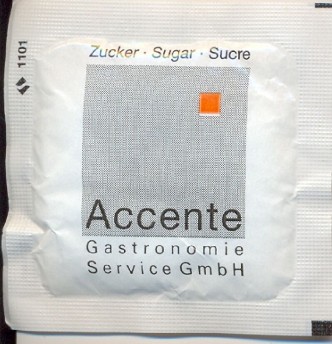 1101
Zucker · Sugar · Sucre
Accente
Gastronomie
Service GmbH